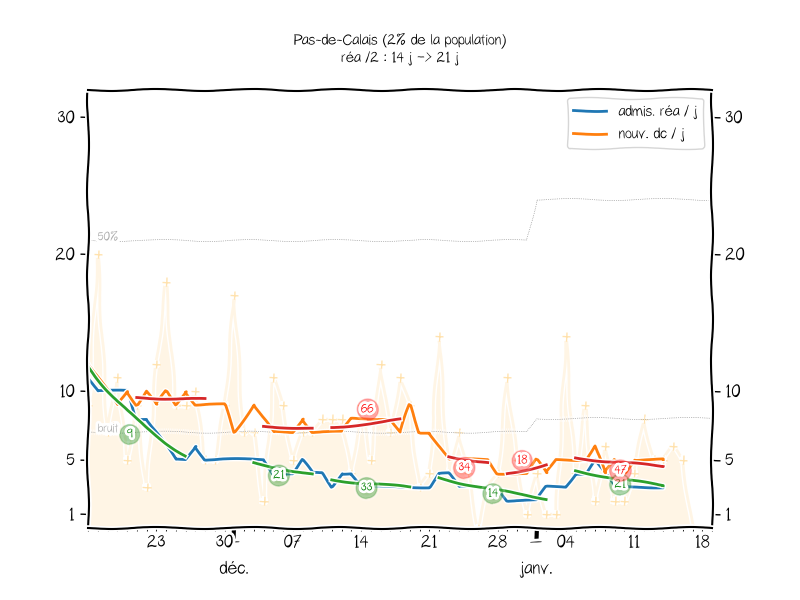 Pas-de-Calais (2% de la population)
réa /2 : 14 j -> 21 j
admis. réa / j
nouv. dc / j
30 30
50%
20 20
10 10
bruit
5 5
1 1
9 21 66 33 34 14 18 47 21
23 30 07 14 21 28 04 11 18
déc. janv.